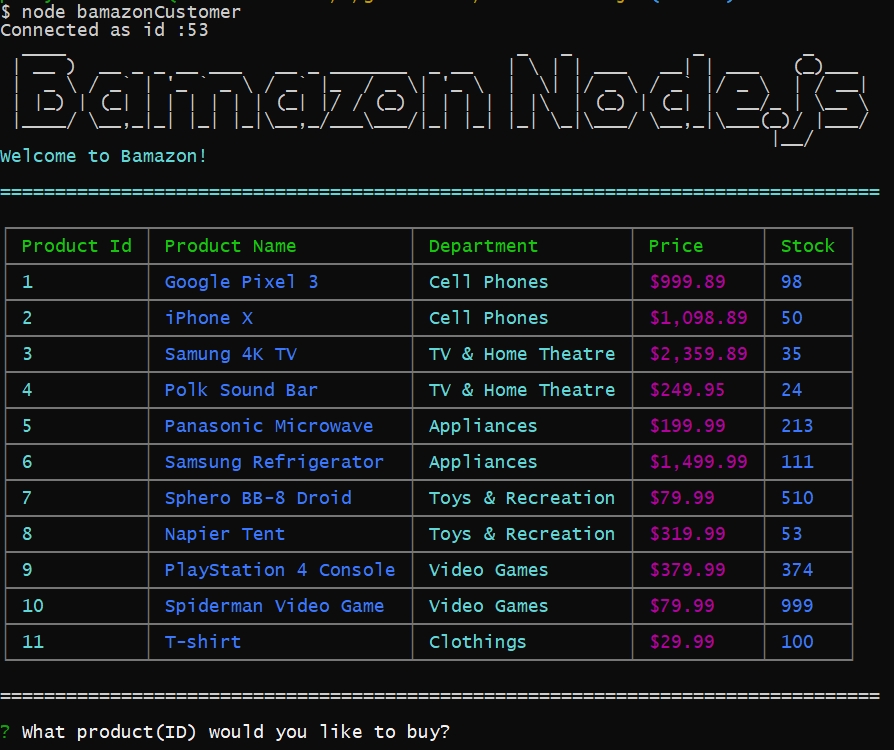 $ node bamazonCustomer
Connected as id :53
Bamazon Node.js
Welcome to Bamazon!
================================================================================
Product Id Product Name Department Price Stock
1 Google Pixel 3 Cell Phones $999.89 98
2 iPhone X Cell Phones $1,098.89 50
3 Samung 4K TV TV & Home Theatre $2,359.89 35
4 Polk Sound Bar TV & Home Theatre $249.95 24
5 Panasonic Microwave Appliances $199.99 213
6 Samsung Refrigerator Appliances $1,499.99 111
7 Sphero BB-8 Droid Toys & Recreation $79.99 510
8 Napier Tent Toys & Recreation $319.99 53
9 PlayStation 4 Console Video Games $379.99 374
10 Spiderman Video Game Video Games $79.99 999
11 T-shirt Clothings $29.99 100
================================================================================
? What product(ID) would you like to buy?